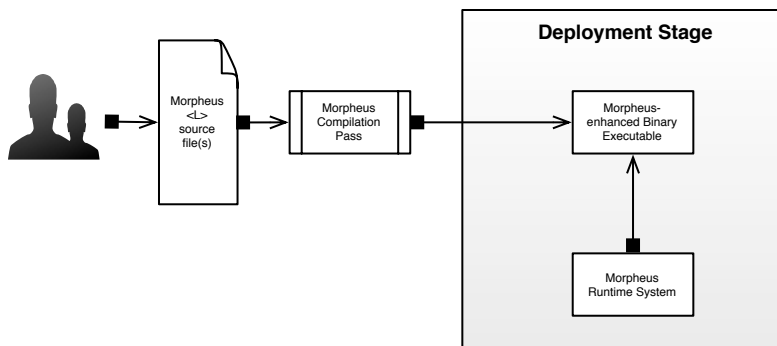 Deployment Stage
Morpheus
<L>
source
file(s)
Morpheus
Compilation
Pass
Morpheus-
enhanced Binary
Executable
Morpheus
Runtime System